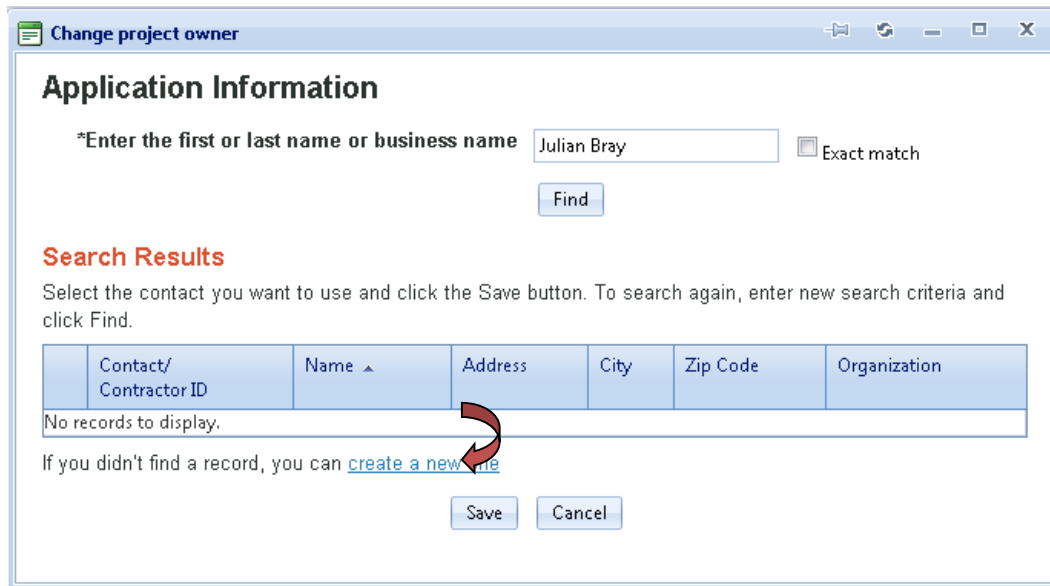 Change project owner
Application Information
*Enter the first or last name or business name Julian Bray Exact match
Find
Search Results
Select the contact you want to use and click the Save button. To search again, enter new search criteria and
click Find.
Contact/ Name Address City Zip Code Organization
Contractor ID
No records to display.
If you didn't find a record, you can create a new
Save Cancel